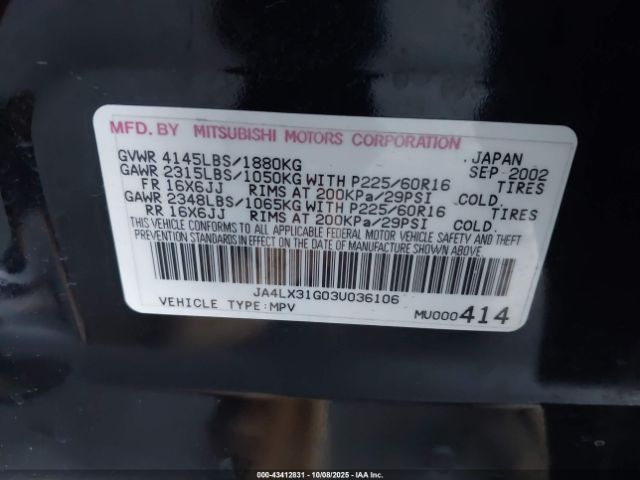 MFD. BY MITSUBISHI MOTORS CORPORATION
GVWR 4145LBS/1880KG JAPAN
GAWR 2315LBS/1050KG WITH P225/60R16 SEP 2002
FR 16X6JJ RIMS AT 200KPa/29PSI COLD. TIRES
GAWR 2348LBS/1065KG WITH P225/60R16 TIRES
RR 16X6JJ RIMS AT 200KPa/29PSI COLD.
THIS VEHICLE CONFORMS TO ALL APPLICABLE FEDERAL MOTOR VEHICLE SAFETY AND THEFT
PREVENTION STANDARDS IN EFFECT ON THE DATE OF MANUFACTURE SHOWN ABOVE.
JA4LX31G03U036106
VEHICLE TYPE:MPV MU000414
000-43412831 | 10/08/2025 | IAA Inc.